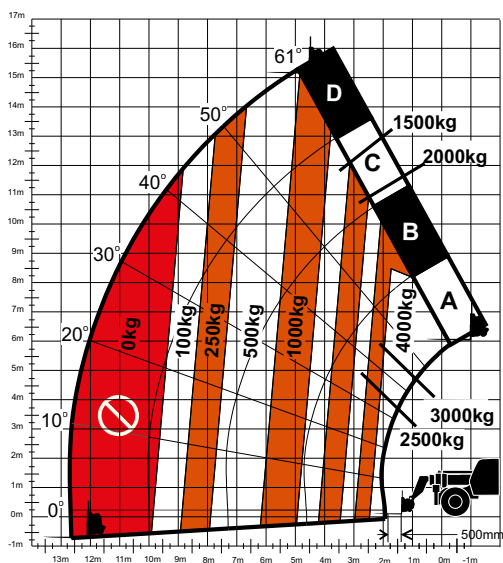 17m
16m
15m
14m
13m
12m
11m
10m
9m
8m
7m
6m
5m
4m
3m
2m
1m
0m
-1m
61°
50°
40°
30°
20°
10°
0°
D
C
B
A
1500kg
2000kg
0kg
100kg
250kg
500kg
1000kg
4000kg
3000kg
2500kg
500mm
13m 12m 11m 10m 9m 8m 7m 6m 5m 4m 3m 2m 1m 0m -1m